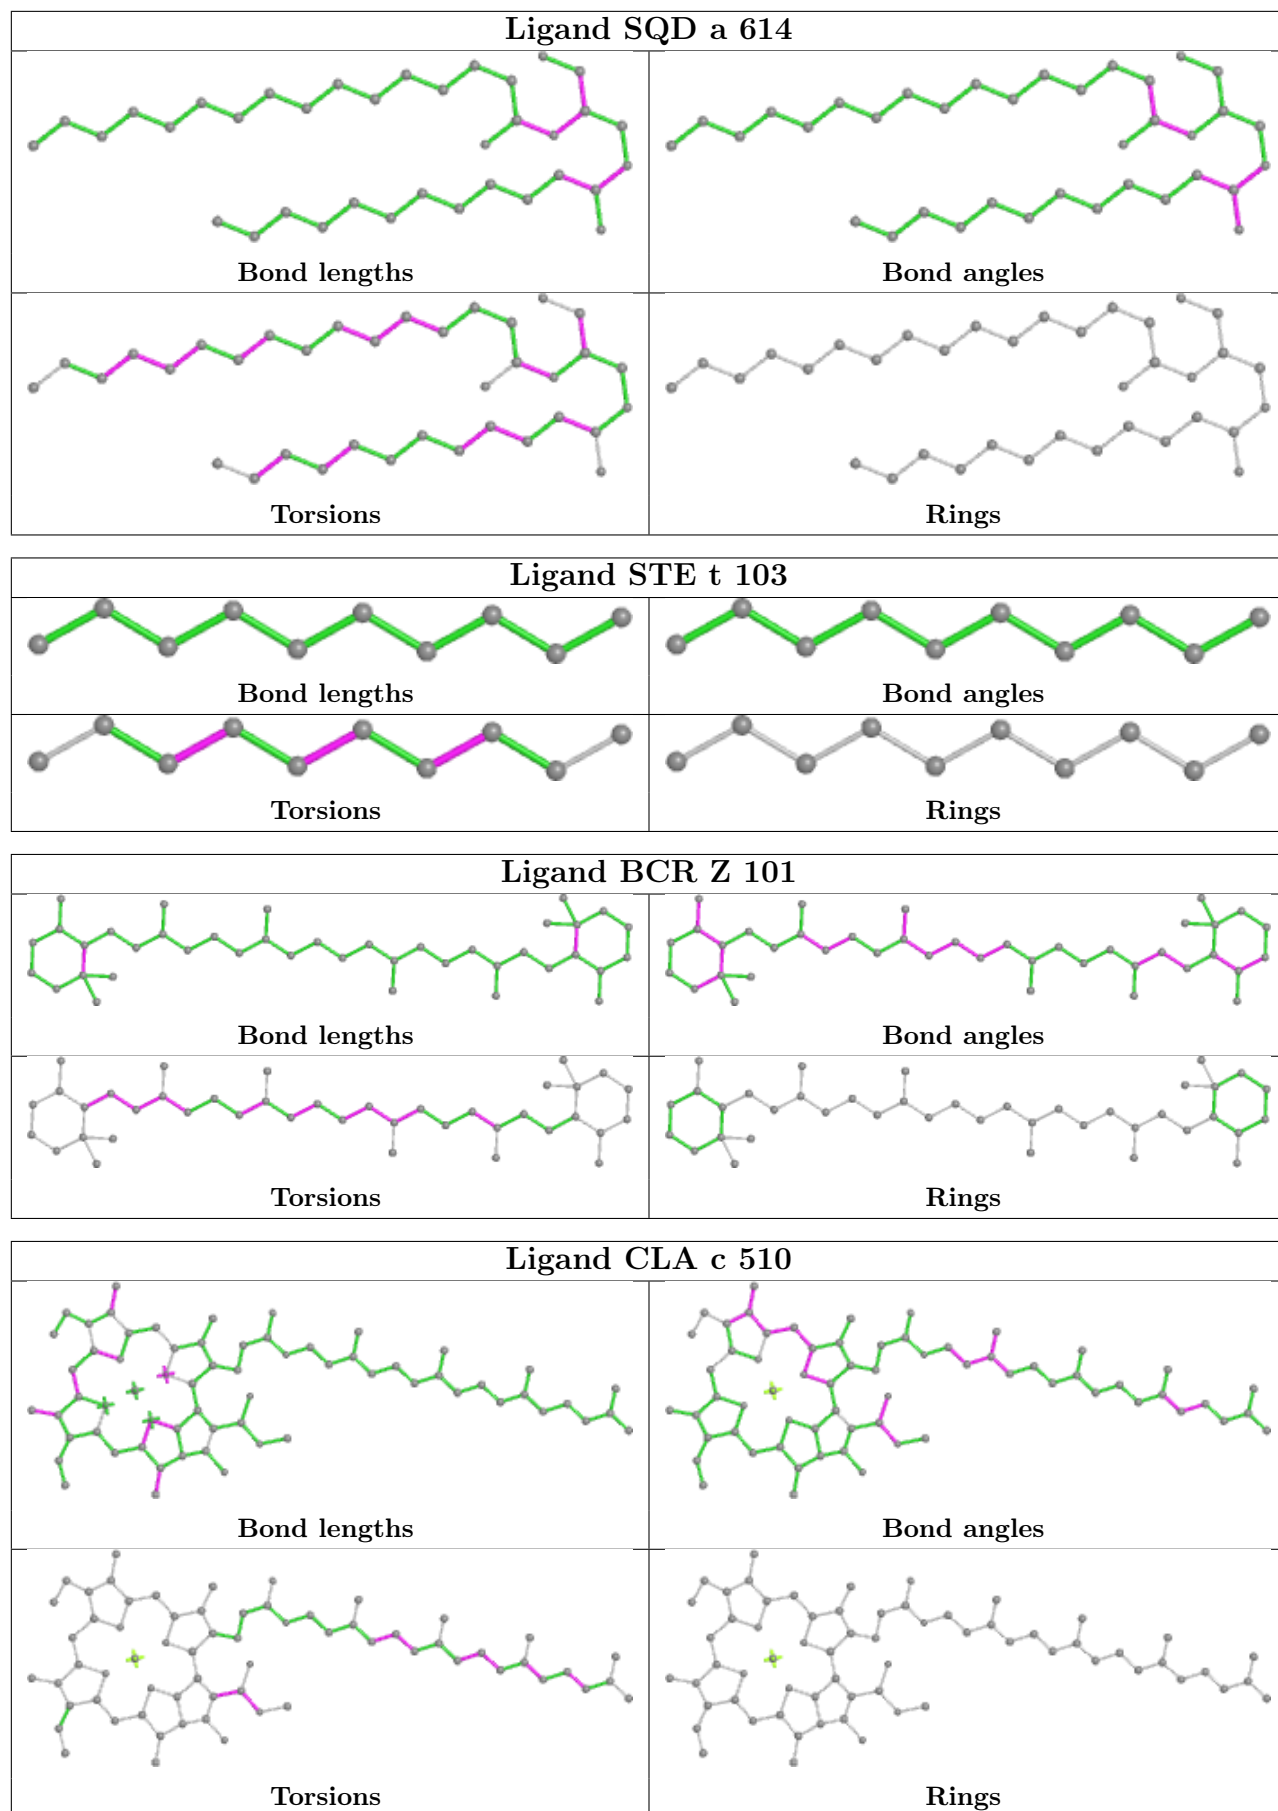 Ligand SQD a 614
Bond lengths
Bond angles
Torsions
Rings
Ligand STE t 103
Bond lengths
Bond angles
Torsions
Rings
Ligand BCR Z 101
Bond lengths
Bond angles
Torsions
Rings
Ligand CLA c 510
Bond lengths
Bond angles
Torsions
Rings